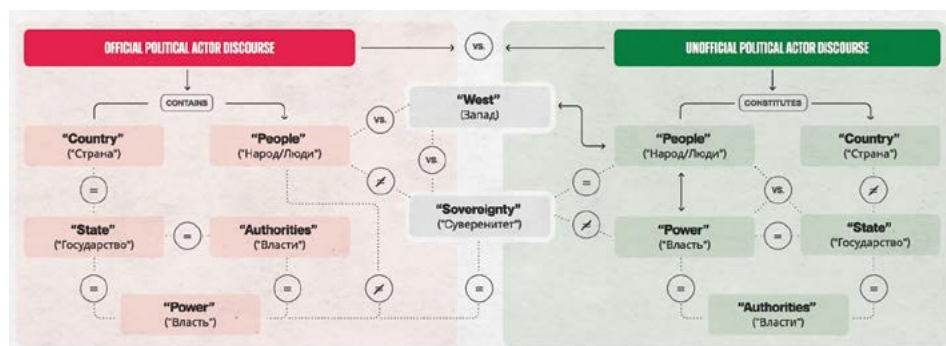 OFFICIAL POLITICAL ACTOR DISCOURSE
VS.
UNOFFICIAL POLITICAL ACTOR DISCOURSE
CONTAINS
CONSTITUTES
"West"
(Запад)
"Country"
("Страна")
"People"
("Народ/Люди")
VS.
VS.
"People"
("Народ/Люди")
"Country"
("Страна")
=
≠
=
VS.
≠
"Sovereignty"
("Суверенитет")
"State"
("Государство")
=
"Authorities"
("Власти")
≠
"Power"
("Власть")
=
"State"
("Государство")
=
=
≠
=
=
=
"Power"
("Власть")
"Authorities"
("Власти")